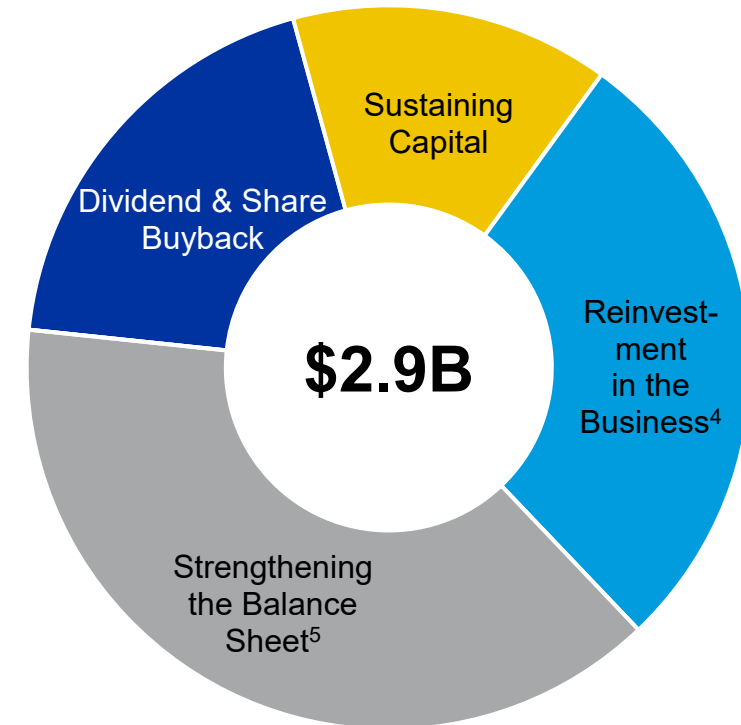 Sustaining
Capital
Dividend & Share
Buyback
Reinvest-
ment
in the
Business⁴
$2.9B
Strengthening
the Balance
Sheet⁵